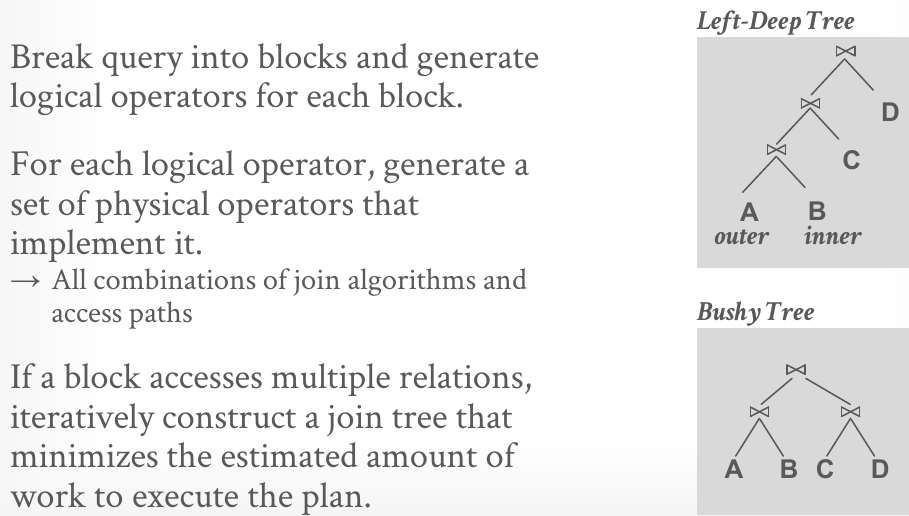 Break query into blocks and generate
logical operators for each block.
For each logical operator, generate a
set of physical operators that
implement it.
→ All combinations of join algorithms and
access paths
If a block accesses multiple relations,
iteratively construct a join tree that
minimizes the estimated amount of
work to execute the plan.
Left-Deep Tree
⋈
⋈ D
⋈ C
A B
outer inner
Bushy Tree
⋈
⋈ ⋈
A B C D